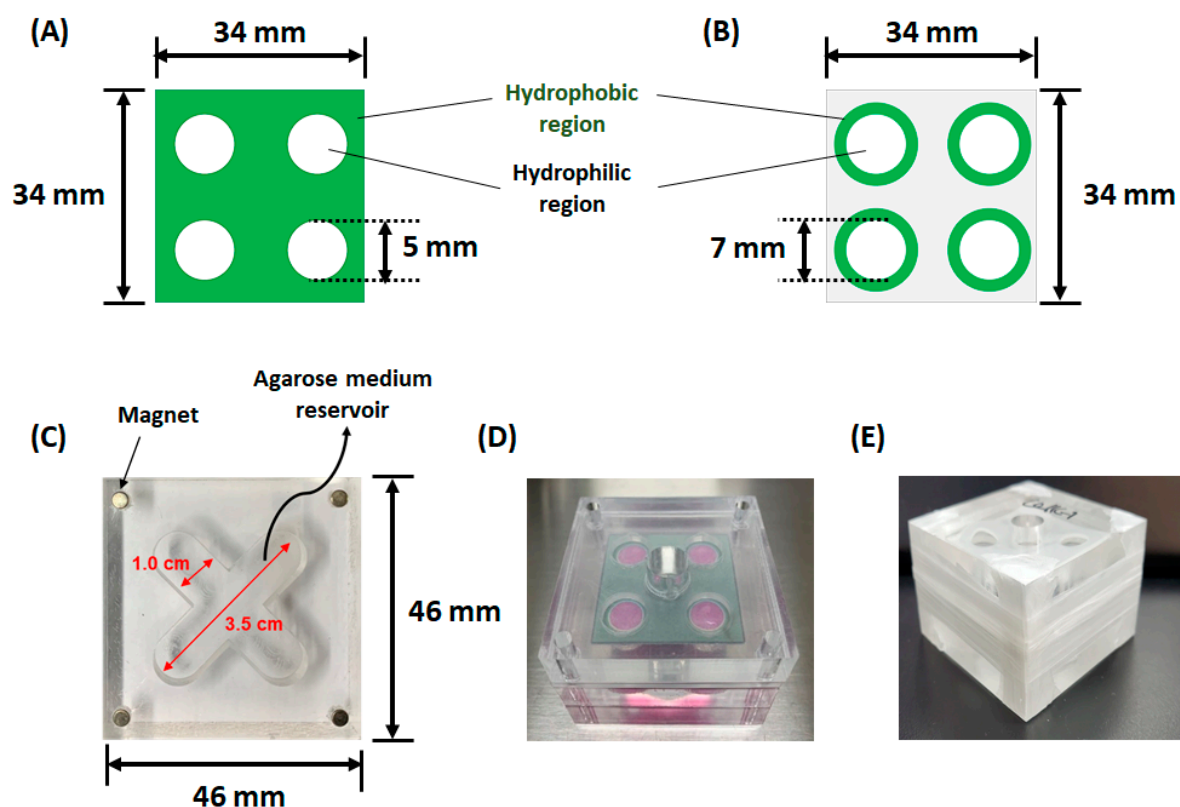 (A)
34 mm
(B)
34 mm
Hydrophobic
region
Hydrophilic
region
34 mm
5 mm
7 mm
34 mm
Agarose medium
reservoir
Magnet
(C)
(D)
(E)
1.0 cm
3.5 cm
46 mm
46 mm